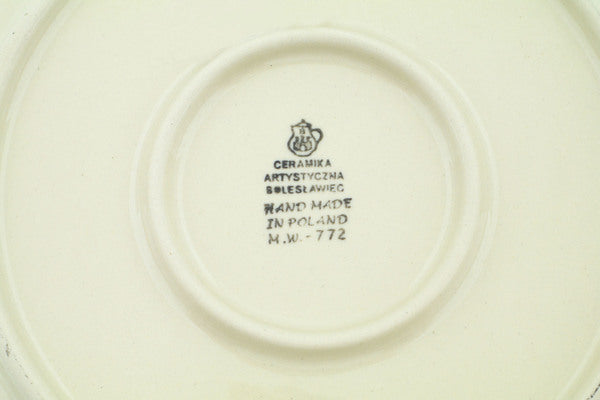 CERAMIKA
ARTYSTYCZNA
BOLESŁAWIEC
HAND MADE
IN POLAND
M.W.-772